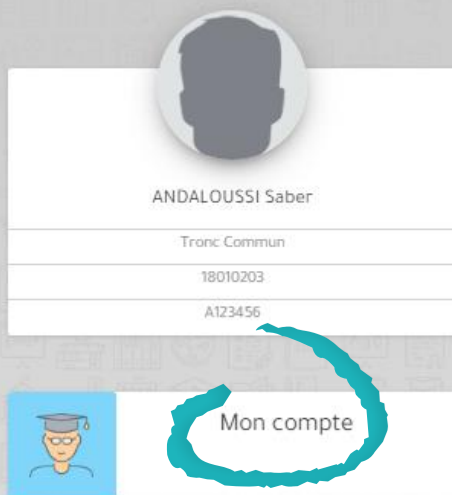 ANDALOUSSI Saber
Tronc Commun
18010203
A123456
Mon compte